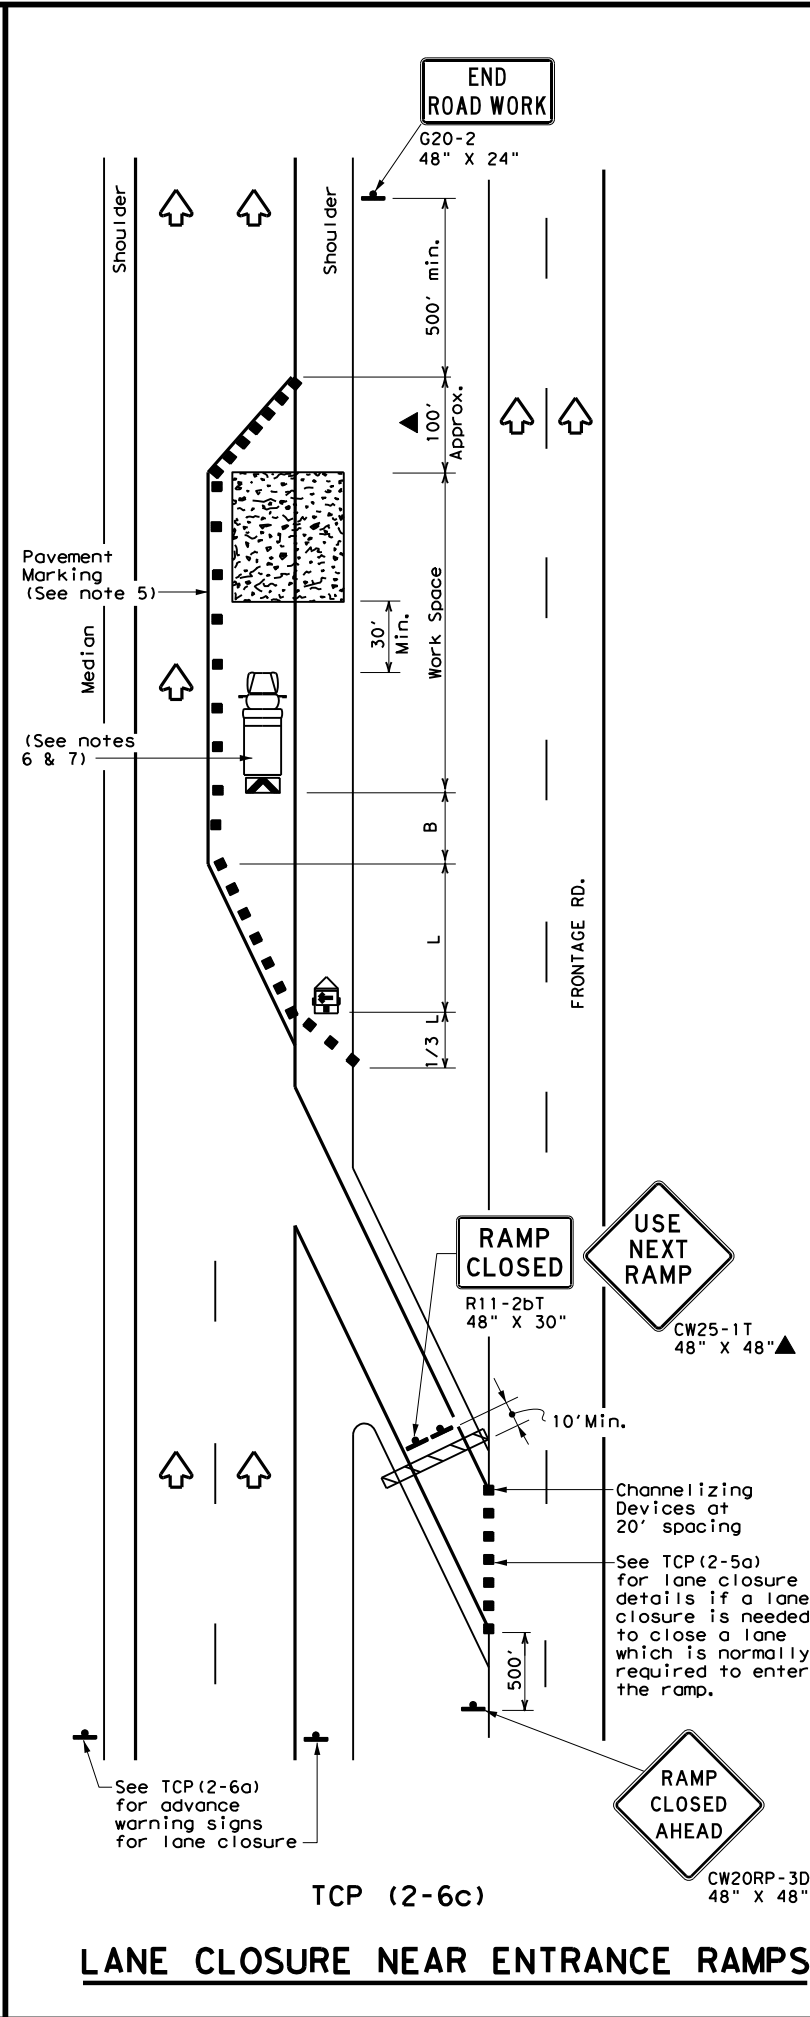 END
ROAD WORK
G20-2
48" X 24"
Shoulder
Shoulder
500' min.
100'
Approx.
Pavement
Marking
(See note 5)
Work Space
30'
Min.
Median
(See notes
6 & 7)
B
L
FRONTAGE RD.
1/3 L
RAMP
CLOSED
R11-2bT
48" X 30"
USE
NEXT
RAMP
CW25-1T
48" X 48"
10'Min.
Channelizing
Devices at
20' spacing
See TCP(2-5a)
for lane closure
details if a lane
closure is needed
to close a lane
which is normally
required to enter
the ramp.
500'
See TCP(2-6a)
for advance
warning signs
for lane closure
RAMP
CLOSED
AHEAD
CW20RP-3D
48" X 48"
TCP (2-6c)
LANE CLOSURE NEAR ENTRANCE RAMPS